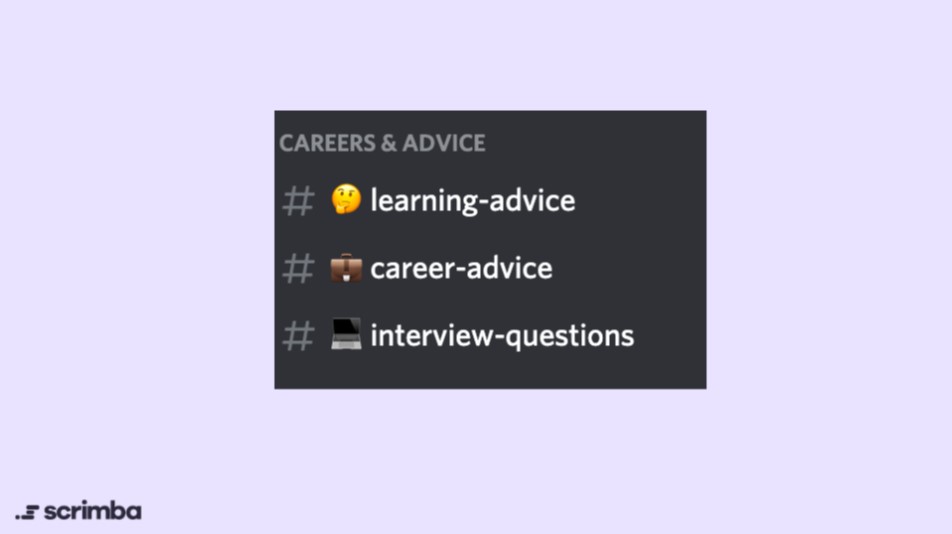 CAREERS & ADVICE
# 🤔 learning-advice
# 💼 career-advice
# 💻 interview-questions
scrimba